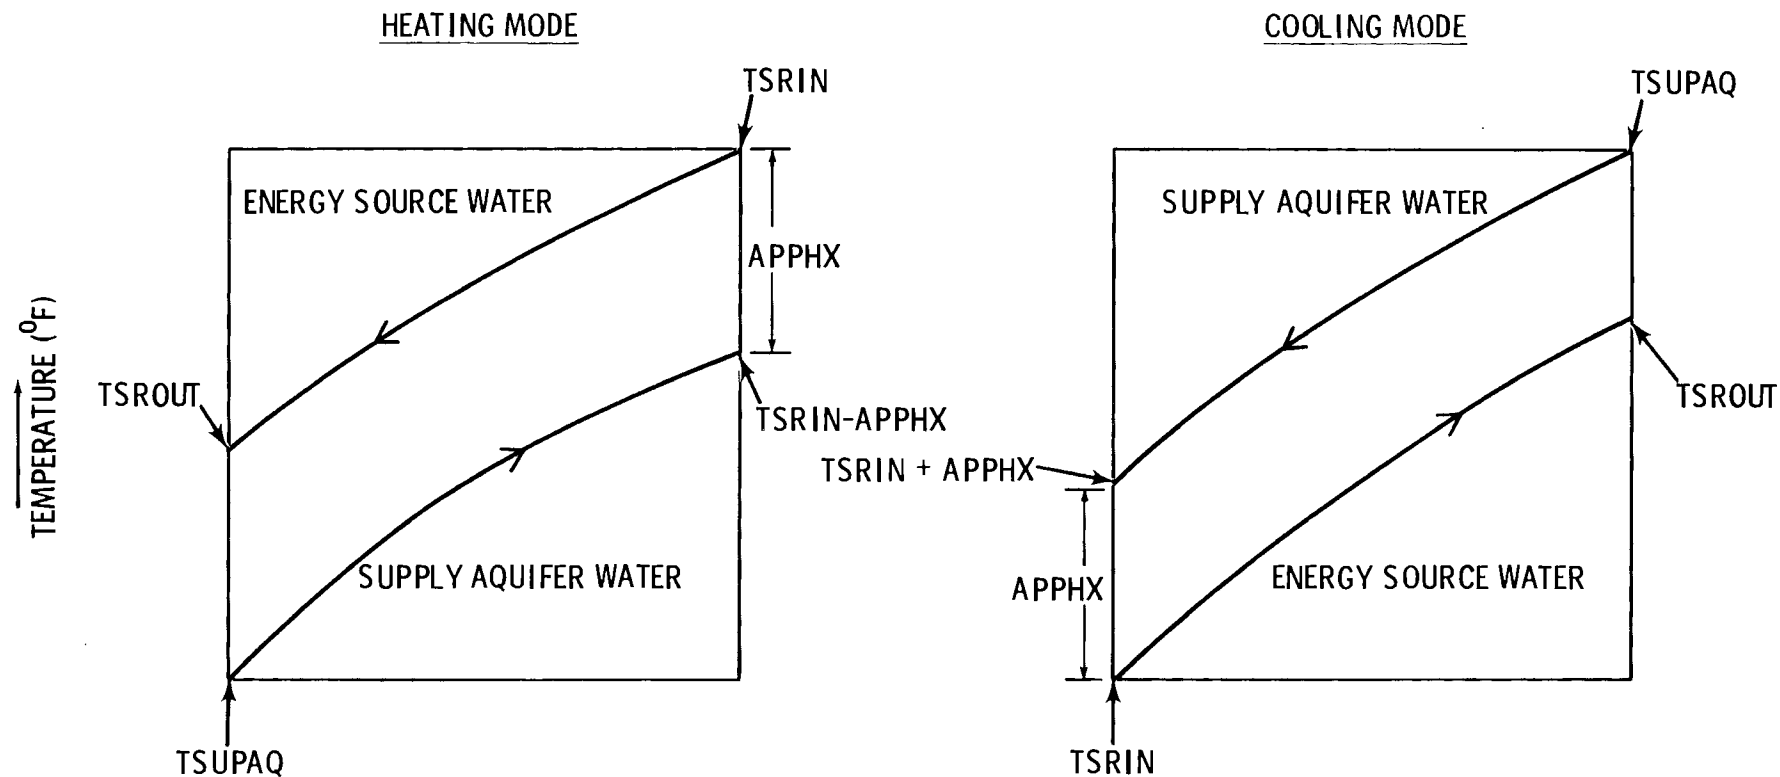 HEATING MODE
COOLING MODE
TSRIN
TSUPAQ
ENERGY SOURCE WATER
SUPPLY AQUIFER WATER
APPHX
TEMPERATURE (°F)
TSROUT
TSRIN-APPHX
TSROUT
TSRIN + APPHX
SUPPLY AQUIFER WATER
APPHX
ENERGY SOURCE WATER
TSUPAQ
TSRIN